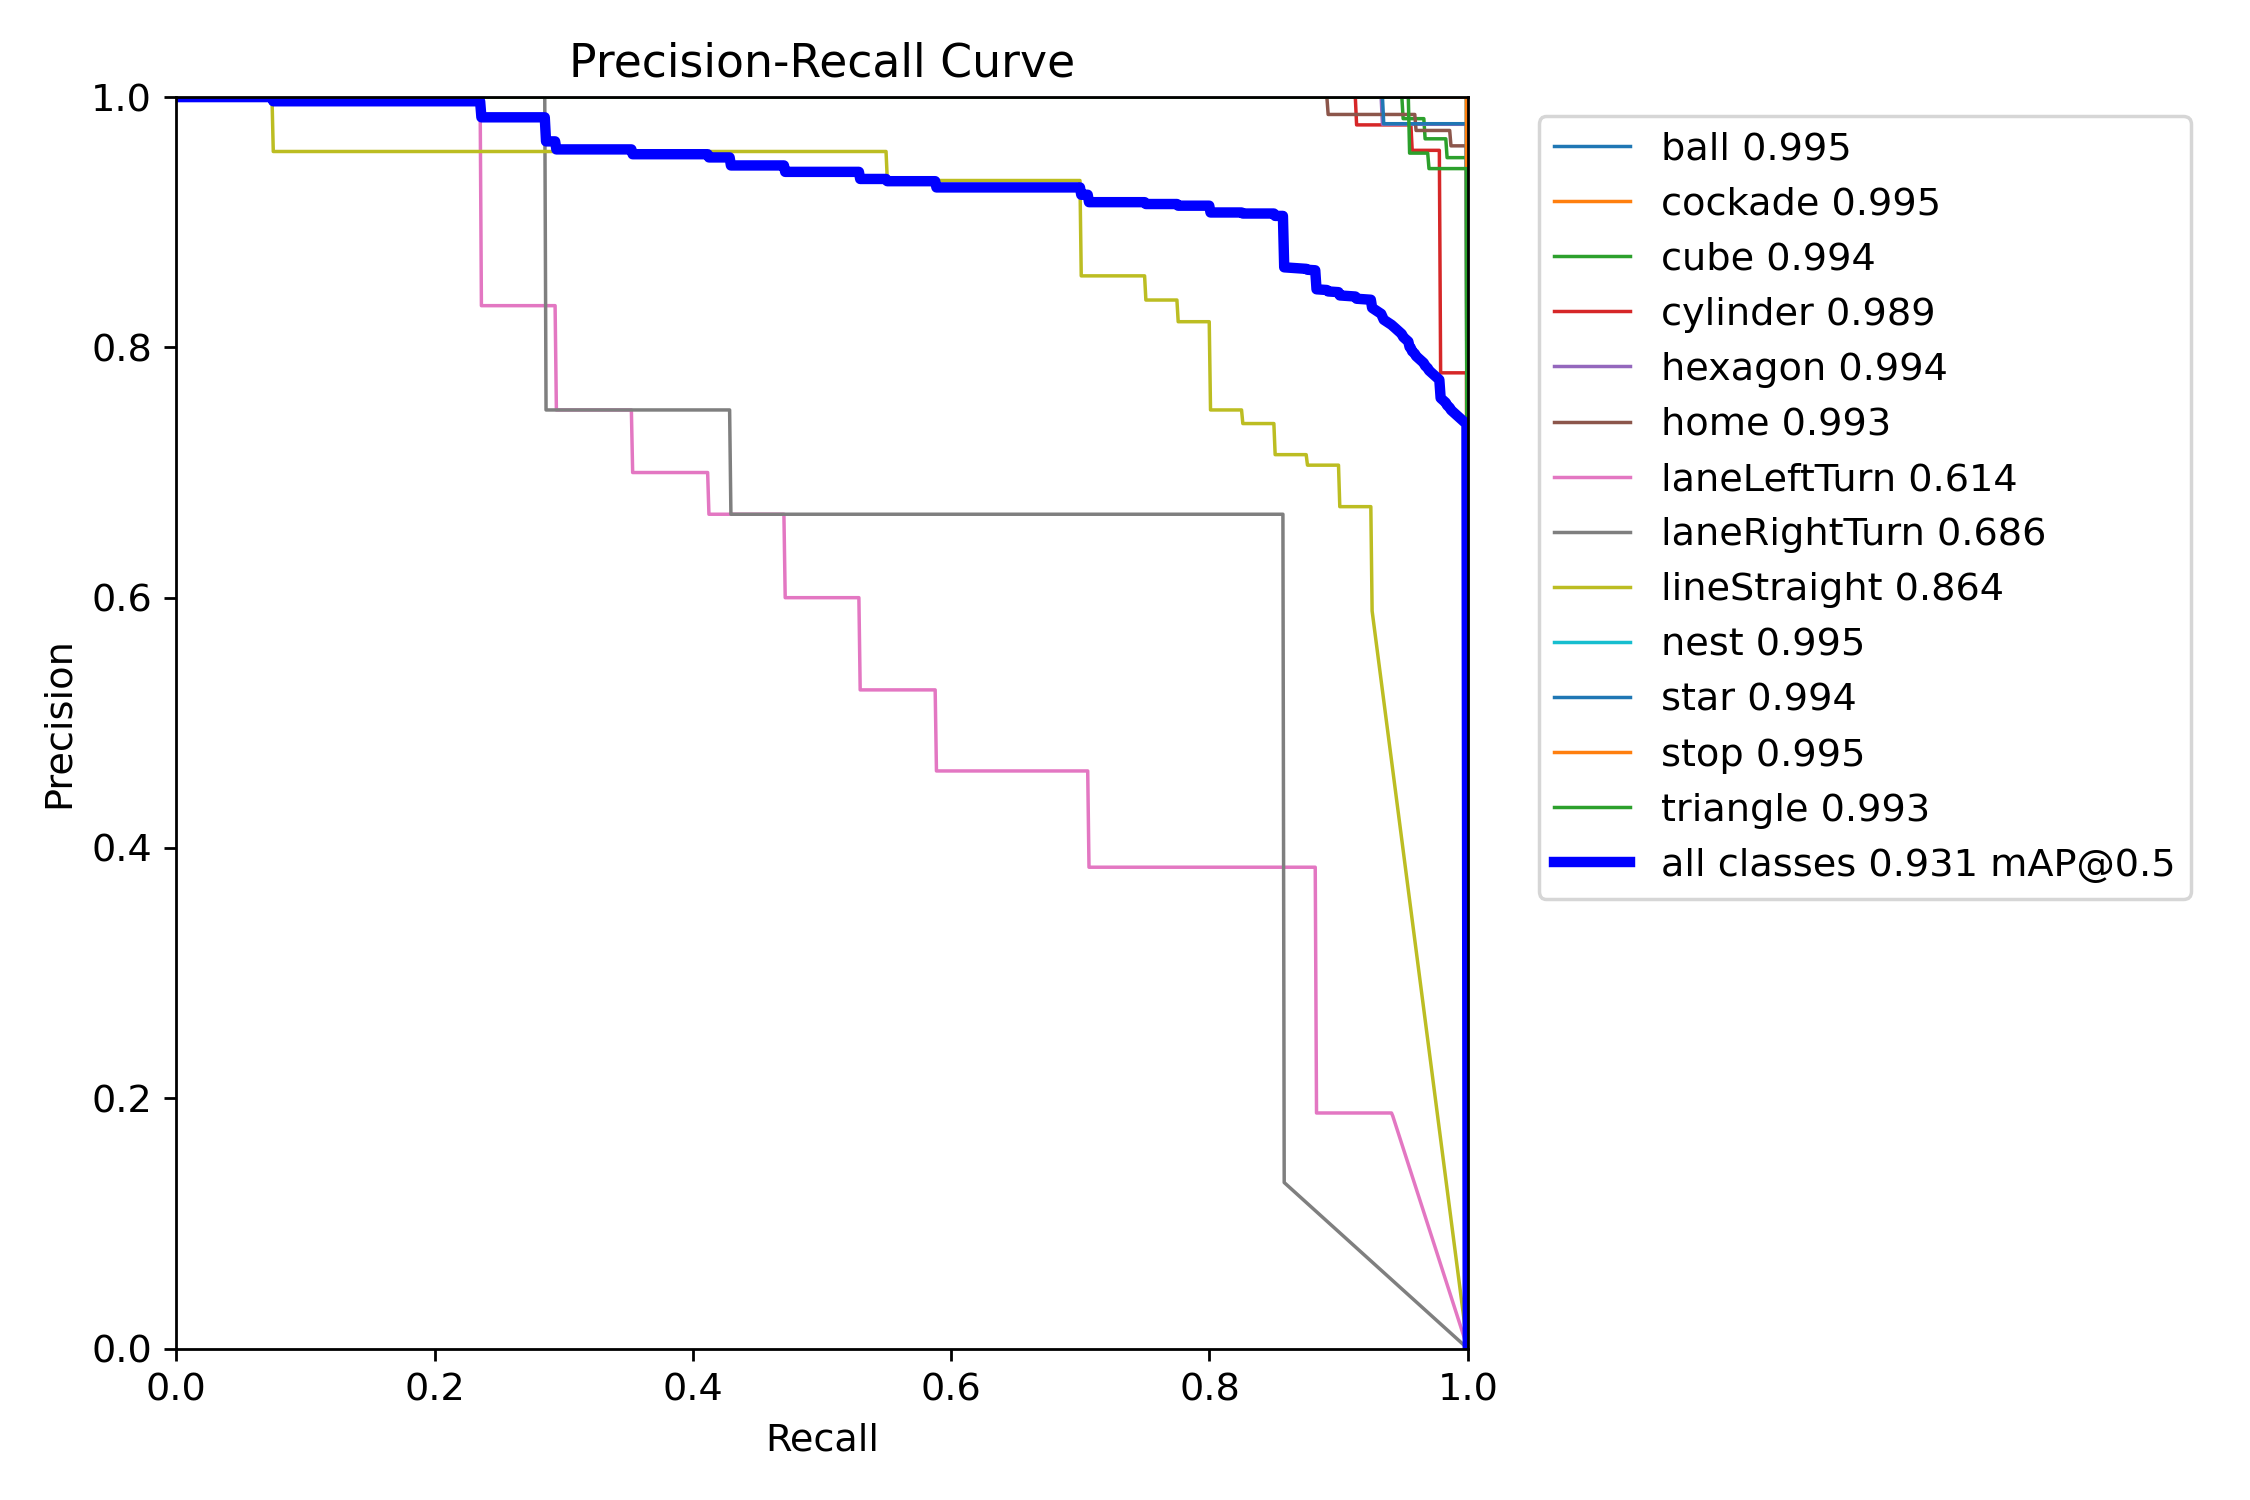 Precision-Recall Curve
1.0
0.8
0.6
0.4
0.2
0.0
Precision
0.0 0.2 0.4 0.6 0.8 1.0
Recall
ball 0.995
cockade 0.995
cube 0.994
cylinder 0.989
hexagon 0.994
home 0.993
laneLeftTurn 0.614
laneRightTurn 0.686
lineStraight 0.864
nest 0.995
star 0.994
stop 0.995
triangle 0.993
all classes 0.931 mAP@0.5